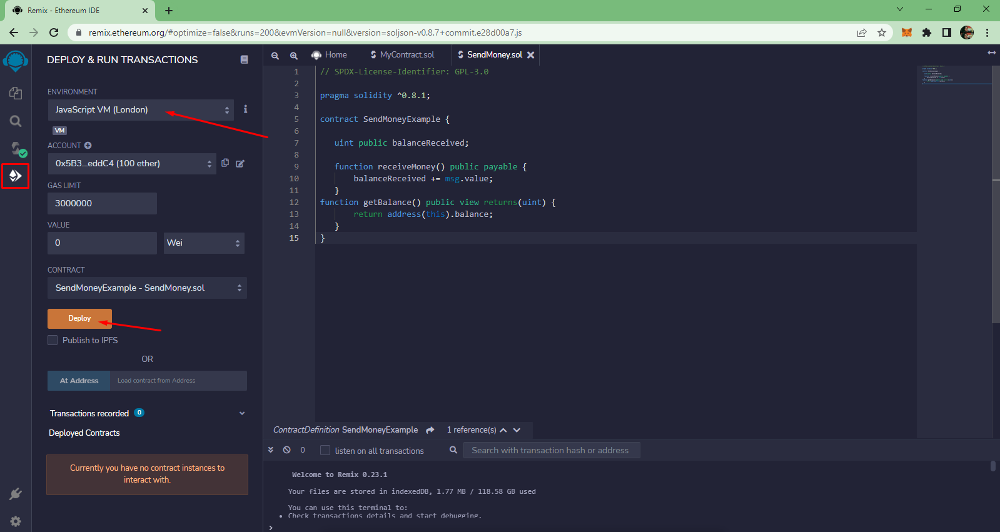 Remix - Ethereum IDE
remix.ethereum.org/#optimize=false&runs=200&evmVersion=null&version=soljson-v0.8.7+commit.e28d00a7.js
DEPLOY & RUN TRANSACTIONS
ENVIRONMENT
JavaScript VM (London)
VM
ACCOUNT
0x5B3...eddC4 (100 ether)
GAS LIMIT
3000000
VALUE
0 Wei
CONTRACT
SendMoneyExample - SendMoney.sol
Deploy
Publish to IPFS
OR
At Address Load contract from Address
Transactions recorded 0
Deployed Contracts
Currently you have no contract instances to
interact with.
Home MyContract.sol SendMoney.sol
1 // SPDX-License-Identifier: GPL-3.0
2
3 pragma solidity ^0.8.1;
4
5 contract SendMoneyExample {
6
7 uint public balanceReceived;
8
9 function receiveMoney() public payable {
10 balanceReceived += msg.value;
11 }
12 function getBalance() public view returns(uint) {
13 return address(this).balance;
14 }
15 }
ContractDefinition SendMoneyExample 1 reference(s)
0 listen on all transactions Search with transaction hash or address
Welcome to Remix 0.23.1
Your files are stored in indexedDB, 1.77 MB / 118.58 GB used
You can use this terminal to:
• Check transactions details and start debugging.
>